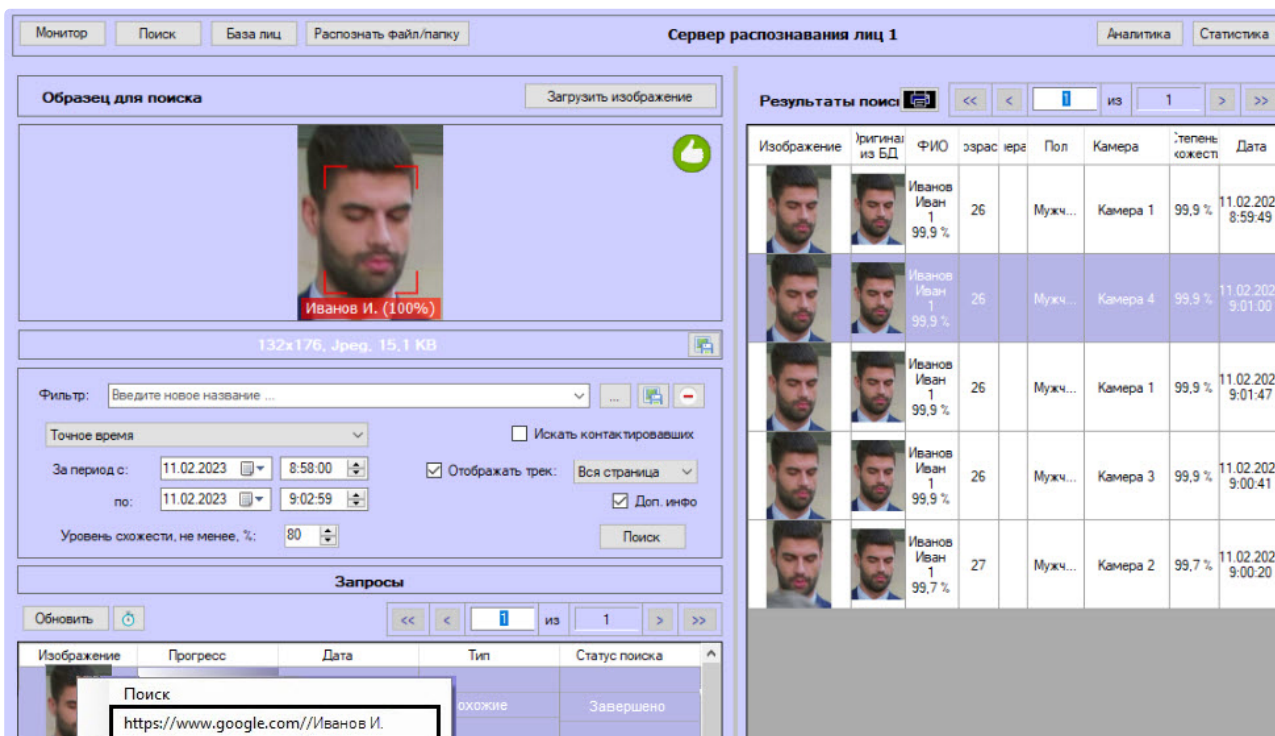 Монитор
Поиск
База лиц
Распознать файл/папку
Сервер распознавания лиц 1
Аналитика
Статистика
Образец для поиска
Загрузить изображение
Иванов И. (100%)
132x176, Jpeg, 15,1 KB
Фильтр:
Введите новое название ...
...
Точное время
Искать контактировавших
За период с:
11.02.2023
8:58:00
Отображать трек:
Вся страница
по:
11.02.2023
9:02:59
Доп. инфо
Уровень схожести, не менее, %:
80
Поиск
Запросы
Обновить
<<
<
1
из
1
>
>>
Изображение
Прогресс
Дата
Тип
Статус поиска
охожие
Завершено
Поиск
https://www.google.com//Иванов И.
Результаты поис
<<
<
1
из
1
>
>>
Изображение
Оригинал
из БД
ФИО
озрас
мера
Пол
Камера
Степень
хожести
Дата
Иванов
Иван
1
99,9 %
26
Мужч...
Камера 1
99,9 %
11.02.202
8:59:49
Иванов
Иван
1
99,9 %
26
Мужч...
Камера 4
99,9 %
11.02.202
9:01:00
Иванов
Иван
1
99,9 %
26
Мужч...
Камера 1
99,9 %
11.02.202
9:01:47
Иванов
Иван
1
99,9 %
26
Мужч...
Камера 3
99,9 %
11.02.202
9:00:41
Иванов
Иван
1
99,7 %
27
Мужч...
Камера 2
99,7 %
11.02.202
9:00:20